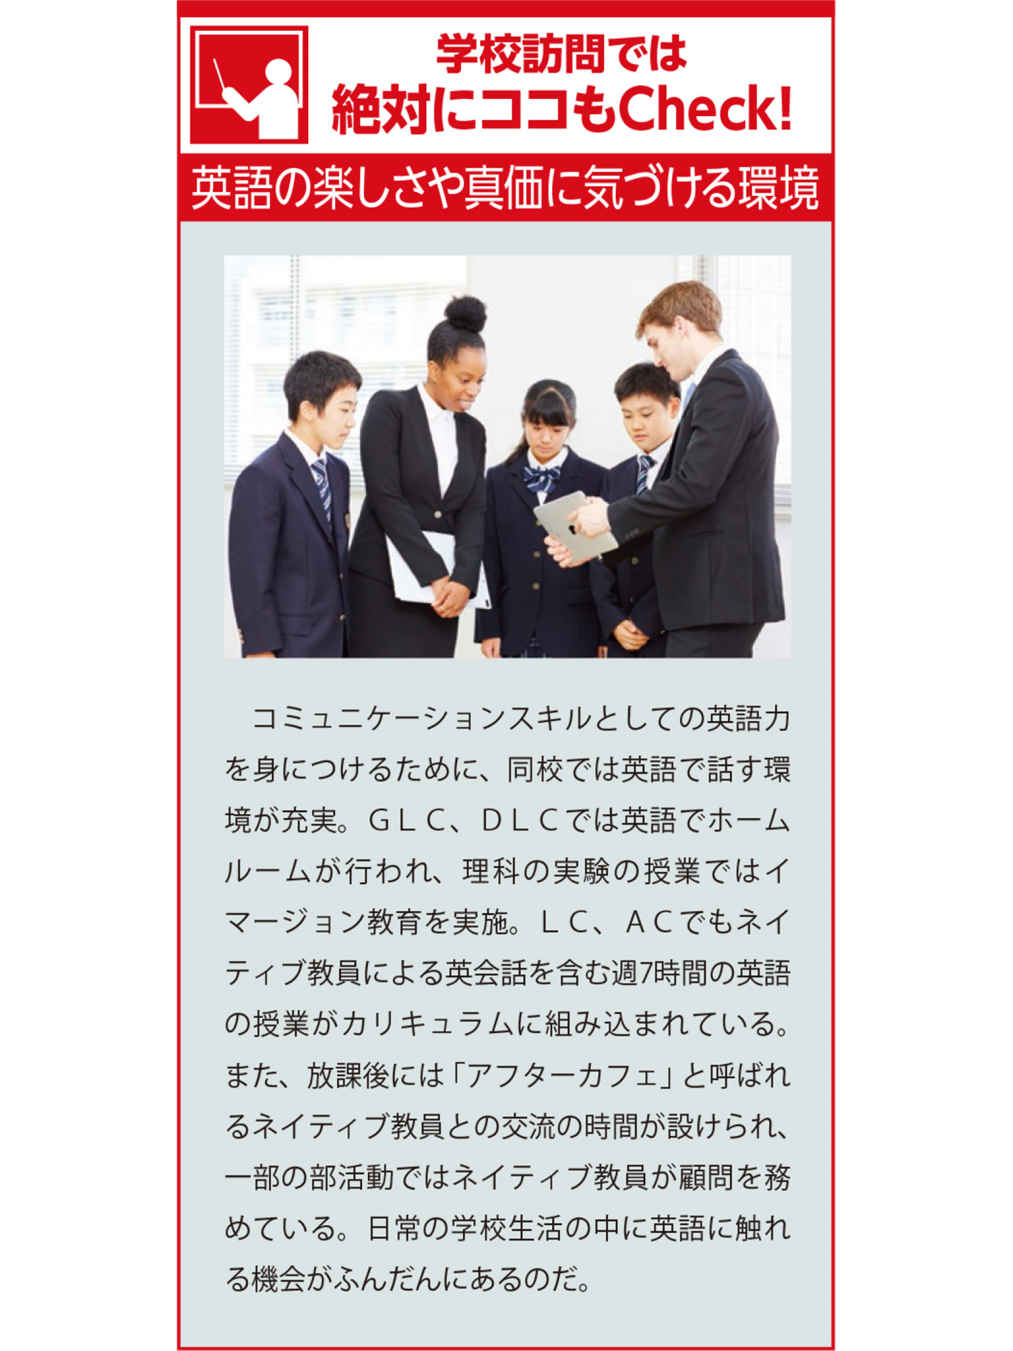 学校訪問では
絶対にココもCheck!
英語の楽しさや真価に気づける環境
　コミュニケーションスキルとしての英語力
を身につけるために、同校では英語で話す環
境が充実。ＧＬＣ、ＤＬＣでは英語でホーム
ルームが行われ、理科の実験の授業ではイ
マージョン教育を実施。ＬＣ、ＡＣでもネイ
ティブ教員による英会話を含む週7時間の英語
の授業がカリキュラムに組み込まれている。
また、放課後には「アフターカフェ」と呼ばれ
るネイティブ教員との交流の時間が設けられ、
一部の部活動ではネイティブ教員が顧問を務
めている。日常の学校生活の中に英語に触れ
る機会がふんだんにあるのだ。